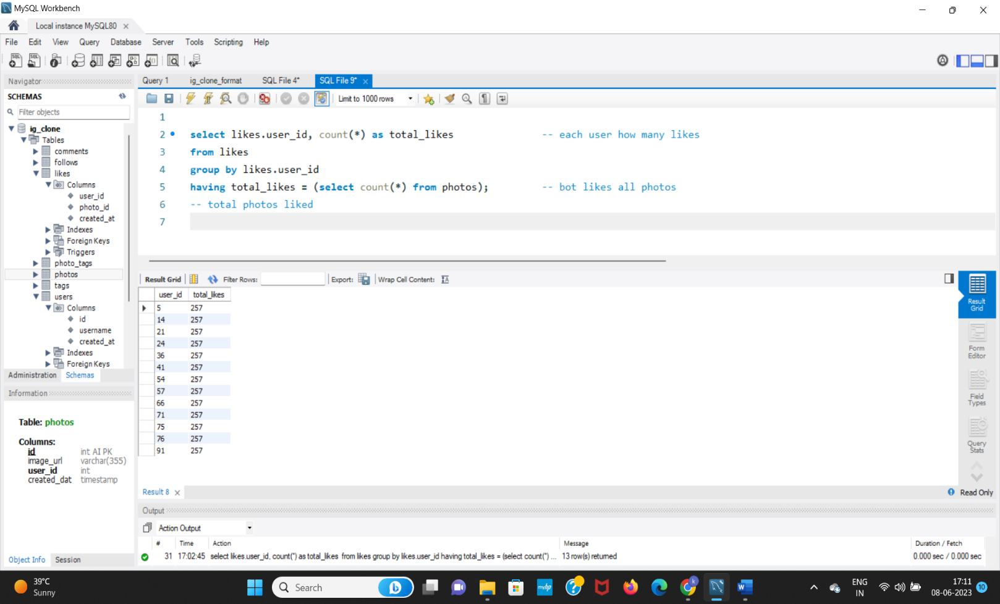 MySQL Workbench
Local instance MySQL80
File Edit View Query Database Server Tools Scripting Help
Navigator
SCHEMAS
Filter objects
ig_clone
Tables
comments
follows
likes
Columns
user_id
photo_id
created_at
Indexes
Foreign Keys
Triggers
photo_tags
photos
tags
users
Columns
id
username
created_at
Indexes
Foreign Keys
Administration Schemas
Information
Table: photos
Columns:
id int AI PK
image_url varchar(355)
user_id int
created_dat timestamp
Object Info Session
Query 1 ig_clone_format SQL File 4* SQL File 9*
Limit to 1000 rows
1
2 select likes.user_id, count(*) as total_likes -- each user how many likes
3 from likes
4 group by likes.user_id
5 having total_likes = (select count(*) from photos); -- bot likes all photos
6 -- total photos liked
7
Result Grid Filter Rows: Export: Wrap Cell Content:
user_id total_likes
5 257
14 257
21 257
24 257
36 257
41 257
54 257
57 257
66 257
71 257
75 257
76 257
91 257
Result Grid
Form Editor
Field Types
Query Stats
Result 8
Read Only
Output
Action Output
# Time Action Message Duration / Fetch
31 17:02:45 select likes.user_id, count(*) as total_likes from likes group by likes.user_id having total_likes = (select count(*) ... 13 row(s) returned 0.000 sec / 0.000 sec
39°C
Sunny
Search
myhp
ENG
IN
17:11
08-06-2023
10